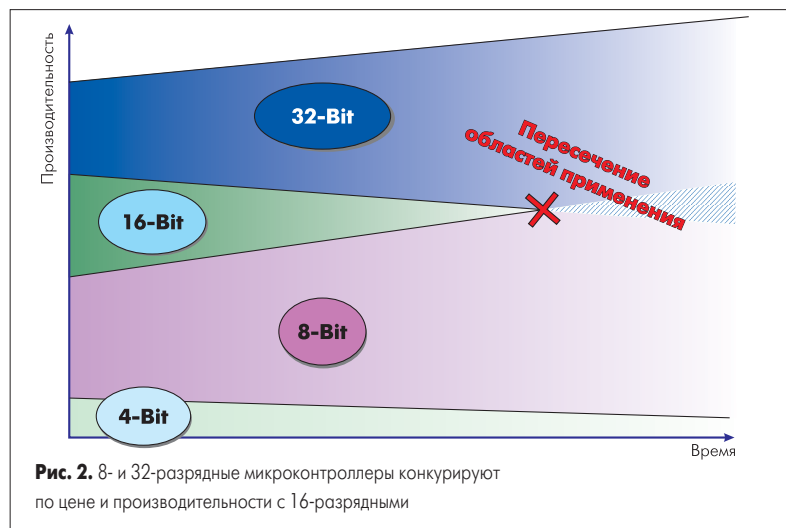 Производительность
32-Bit
Пересечение
областей применения
16-Bit
8-Bit
4-Bit
Время
Рис. 2. 8- и 32-разрядные микроконтроллеры конкурируют
по цене и производительности с 16-разрядными